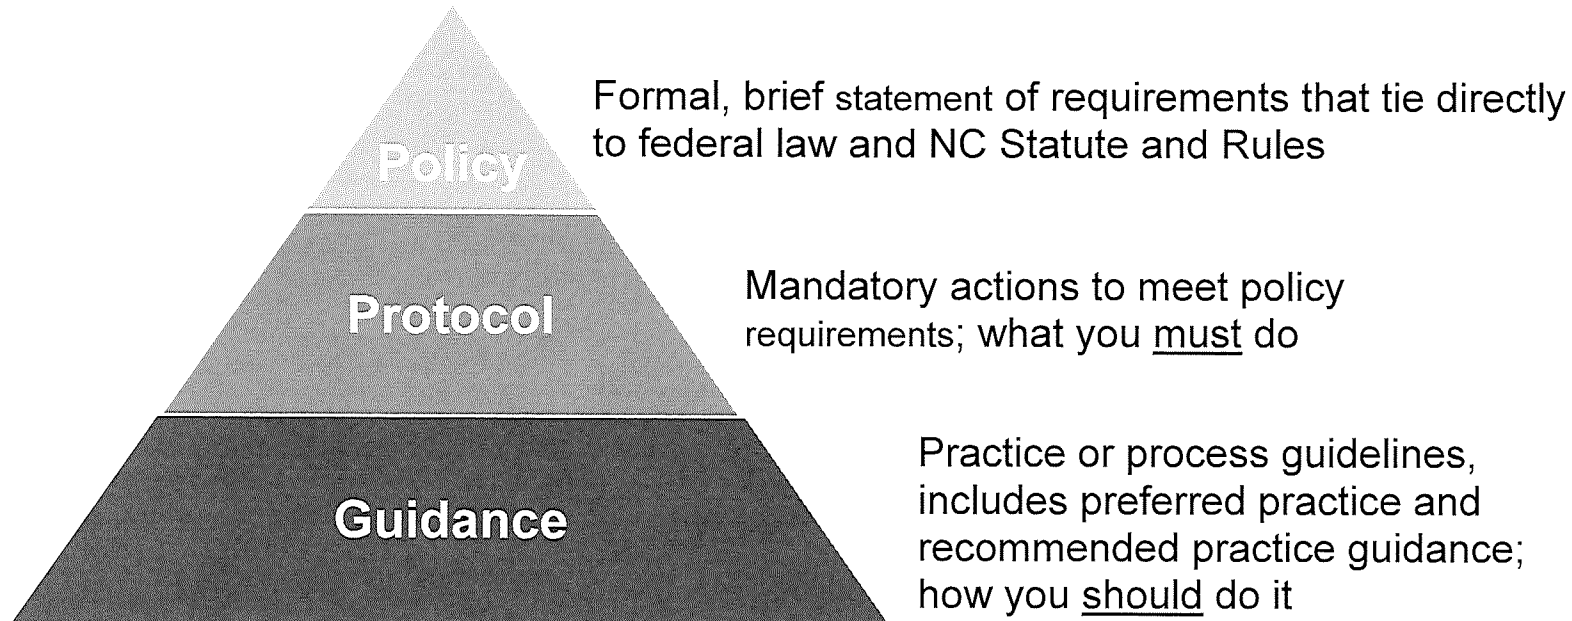 Policy
Formal, brief statement of requirements that tie directly
to federal law and NC Statute and Rules
Protocol
Mandatory actions to meet policy
requirements; what you must do
Guidance
Practice or process guidelines,
includes preferred practice and
recommended practice guidance;
how you should do it